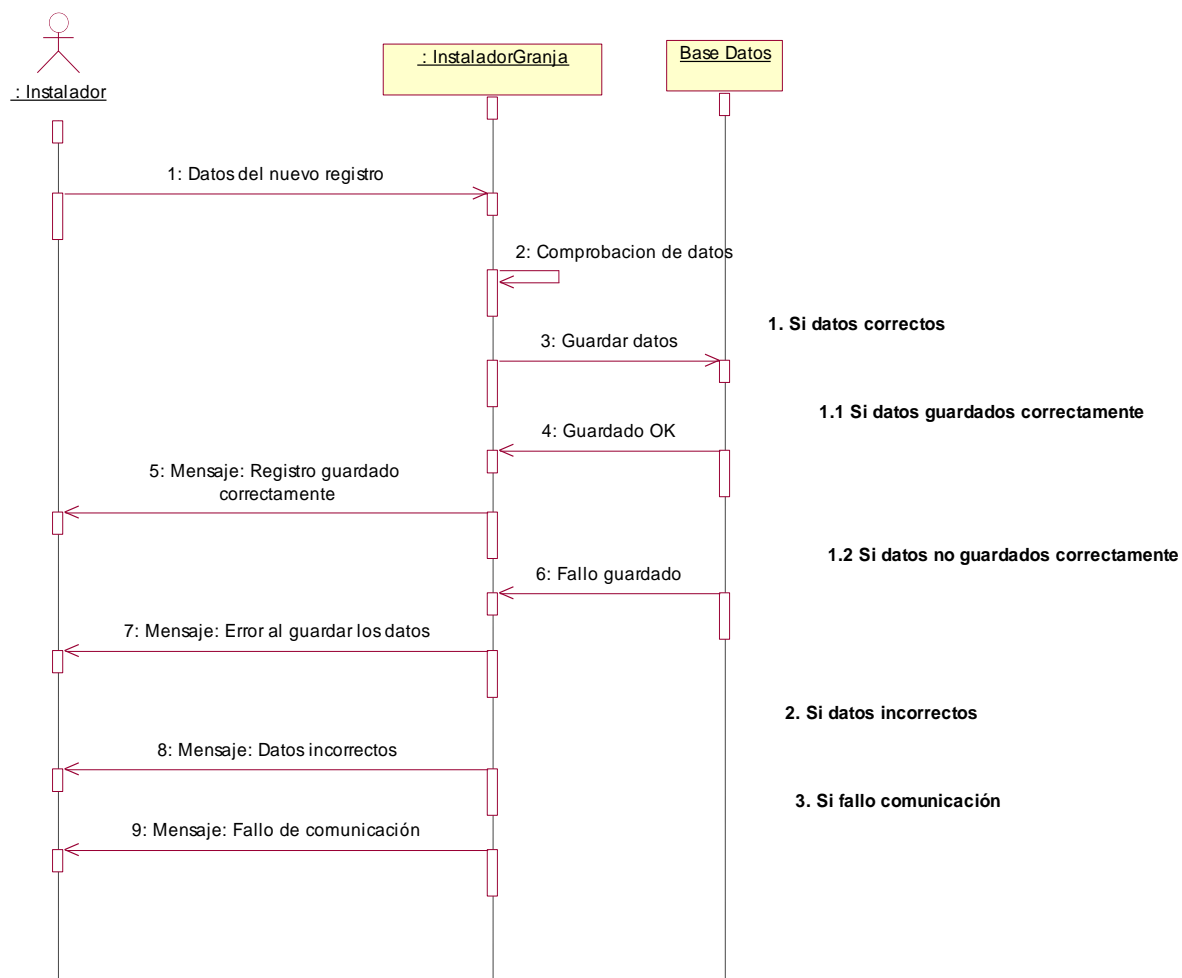 : Instalador
: InstaladorGranja
Base Datos
1: Datos del nuevo registro
2: Comprobacion de datos
1. Si datos correctos
3: Guardar datos
1.1 Si datos guardados correctamente
4: Guardado OK
5: Mensaje: Registro guardado
correctamente
1.2 Si datos no guardados correctamente
6: Fallo guardado
7: Mensaje: Error al guardar los datos
2. Si datos incorrectos
8: Mensaje: Datos incorrectos
3. Si fallo comunicación
9: Mensaje: Fallo de comunicación